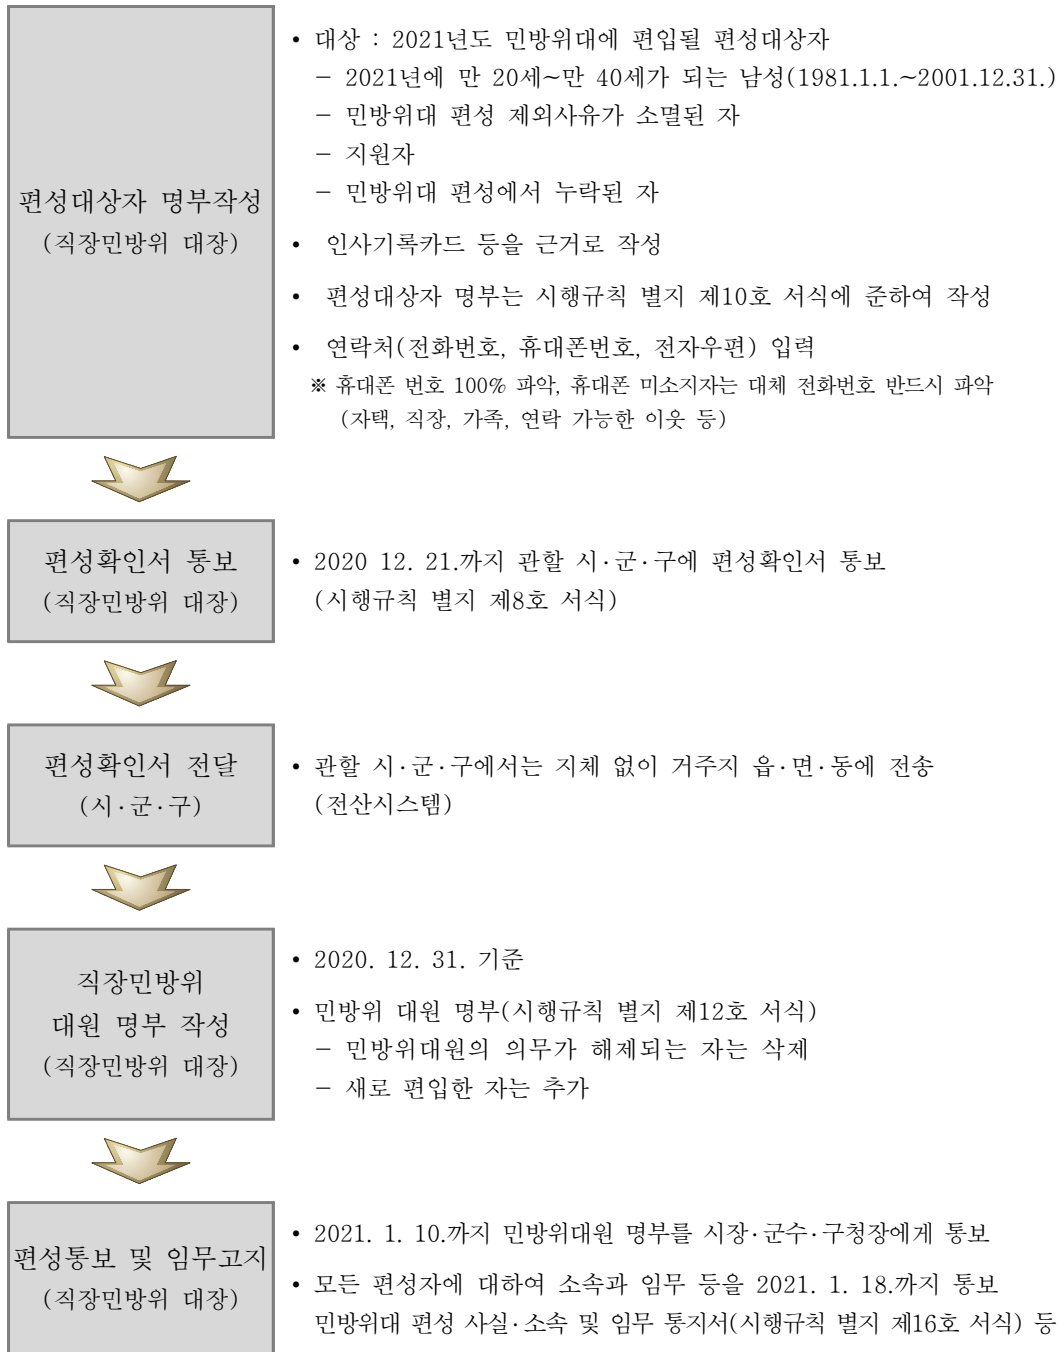 편성대상자 명부작성
(직장민방위 대장)
• 대상 : 2021년도 민방위대에 편입될 편성대상자
− 2021년에 만 20세~만 40세가 되는 남성(1981.1.1.~2001.12.31.)
− 민방위대 편성 제외사유가 소멸된 자
− 지원자
− 민방위대 편성에서 누락된 자
• 인사기록카드 등을 근거로 작성
• 편성대상자 명부는 시행규칙 별지 제10호 서식에 준하여 작성
• 연락처(전화번호, 휴대폰번호, 전자우편) 입력
※ 휴대폰 번호 100% 파악, 휴대폰 미소지자는 대체 전화번호 반드시 파악
(자택, 직장, 가족, 연락 가능한 이웃 등)
편성확인서 통보
(직장민방위 대장)
• 2020 12. 21.까지 관할 시·군·구에 편성확인서 통보
(시행규칙 별지 제8호 서식)
편성확인서 전달
(시·군·구)
• 관할 시·군·구에서는 지체 없이 거주지 읍·면·동에 전송
(전산시스템)
직장민방위
대원 명부 작성
(직장민방위 대장)
• 2020. 12. 31. 기준
• 민방위 대원 명부(시행규칙 별지 제12호 서식)
− 민방위대원의 의무가 해제되는 자는 삭제
− 새로 편입한 자는 추가
편성통보 및 임무고지
(직장민방위 대장)
• 2021. 1. 10.까지 민방위대원 명부를 시장·군수·구청장에게 통보
• 모든 편성자에 대하여 소속과 임무 등을 2021. 1. 18.까지 통보
민방위대 편성 사실·소속 및 임무 통지서(시행규칙 별지 제16호 서식) 등